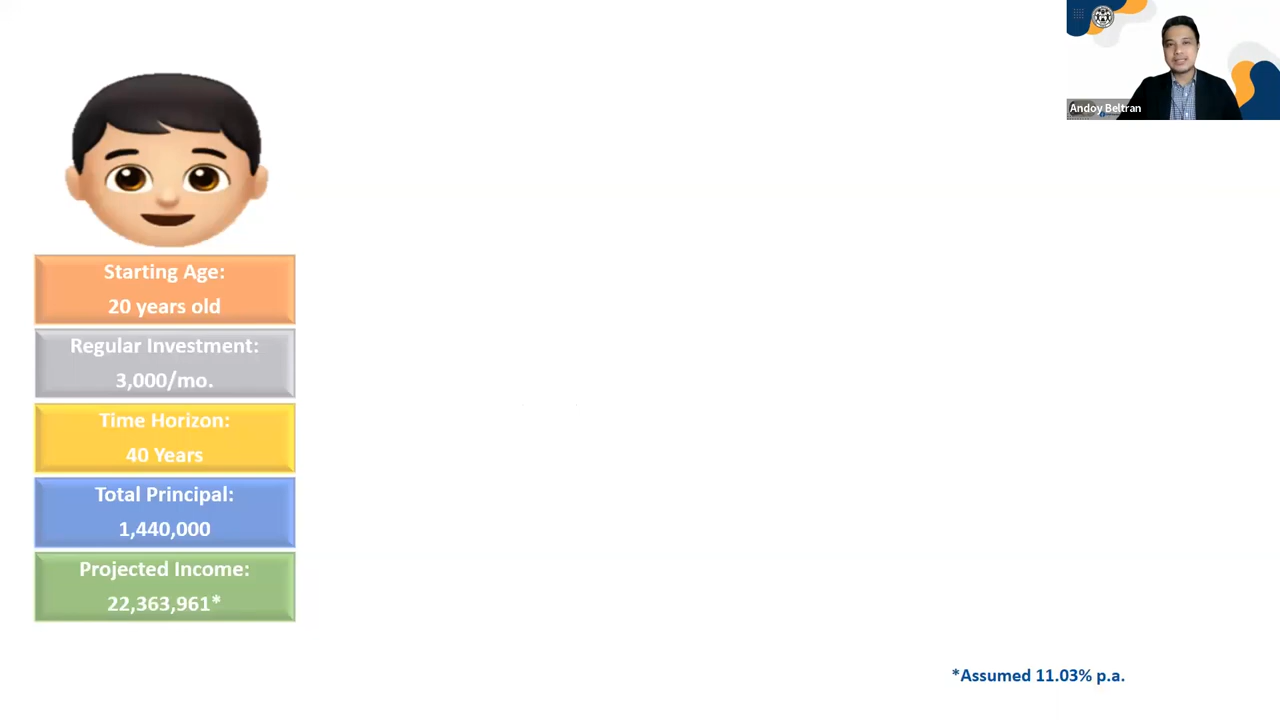 Andoy Beltran
Starting Age:
20 years old
Regular Investment:
3,000/mo.
Time Horizon:
40 Years
Total Principal:
1,440,000
Projected Income:
22,363,961*
*Assumed 11.03% p.a.